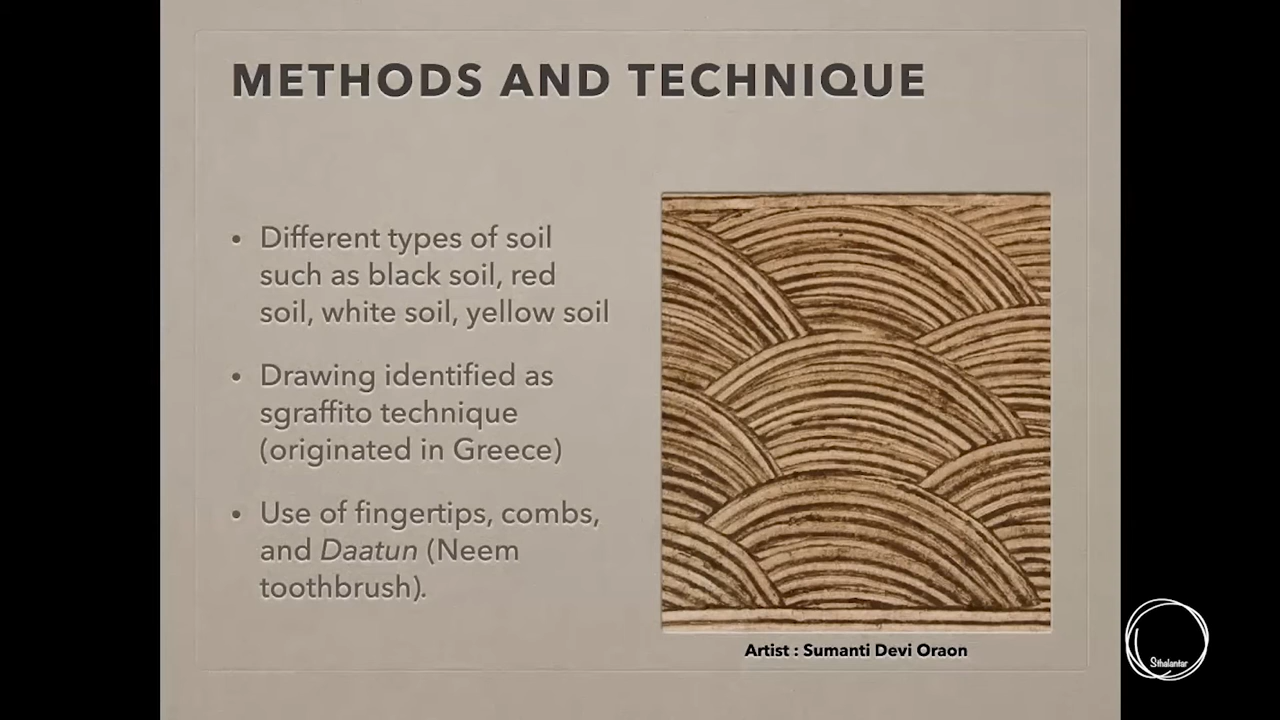 METHODS AND TECHNIQUE
• Different types of soil
such as black soil, red
soil, white soil, yellow soil
• Drawing identified as
sgraffito technique
(originated in Greece)
• Use of fingertips, combs,
and Daatun (Neem
toothbrush).
Artist : Sumanti Devi Oraon
Sthalantar